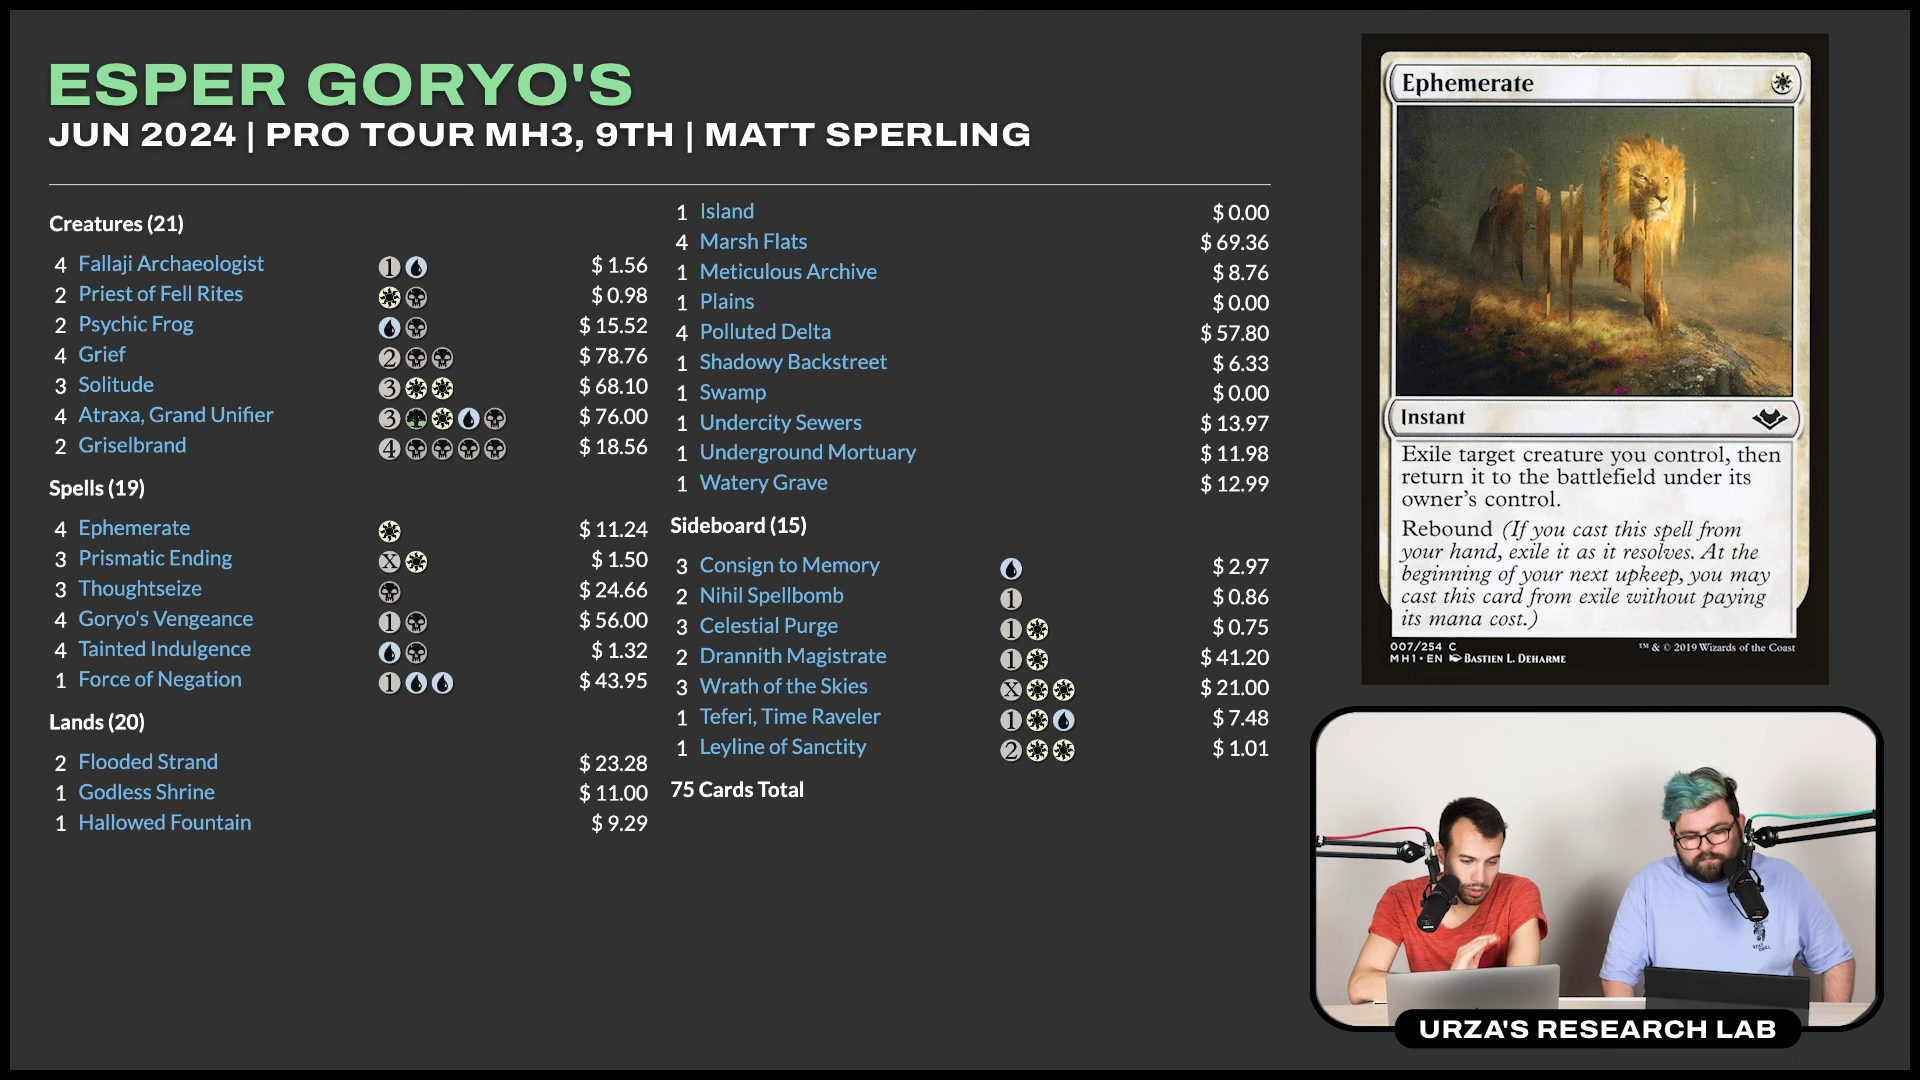 ESPER GORYO'S
JUN 2024 | PRO TOUR MH3, 9TH | MATT SPERLING
Creatures (21)
4 Fallaji Archaeologist 1 $ 1.56
2 Priest of Fell Rites $ 0.98
2 Psychic Frog $ 15.52
4 Grief 2 $ 78.76
3 Solitude 3 $ 68.10
4 Atraxa, Grand Unifier 3 $ 76.00
2 Griselbrand 4 $ 18.56
Spells (19)
4 Ephemerate $ 11.24
3 Prismatic Ending X $ 1.50
3 Thoughtseize $ 24.66
4 Goryo's Vengeance 1 $ 56.00
4 Tainted Indulgence $ 1.32
1 Force of Negation 1 $ 43.95
Lands (20)
2 Flooded Strand $ 23.28
1 Godless Shrine $ 11.00
1 Hallowed Fountain $ 9.29
1 Island $ 0.00
4 Marsh Flats $ 69.36
1 Meticulous Archive $ 8.76
1 Plains $ 0.00
4 Polluted Delta $ 57.80
1 Shadowy Backstreet $ 6.33
1 Swamp $ 0.00
1 Undercity Sewers $ 13.97
1 Underground Mortuary $ 11.98
1 Watery Grave $ 12.99
Sideboard (15)
3 Consign to Memory $ 2.97
2 Nihil Spellbomb 1 $ 0.86
3 Celestial Purge 1 $ 0.75
2 Drannith Magistrate 1 $ 41.20
3 Wrath of the Skies X $ 21.00
1 Teferi, Time Raveler 1 $ 7.48
1 Leyline of Sanctity 2 $ 1.01
75 Cards Total
Ephemerate
Instant
Exile target creature you control, then
return it to the battlefield under its
owner's control.
Rebound (If you cast this spell from
your hand, exile it as it resolves. At the
beginning of your next upkeep, you may
cast this card from exile without paying
its mana cost.)
007/254 C
MH1 • EN BASTIEN L. DEHARME
™ & © 2019 Wizards of the Coast
URZA'S RESEARCH LAB